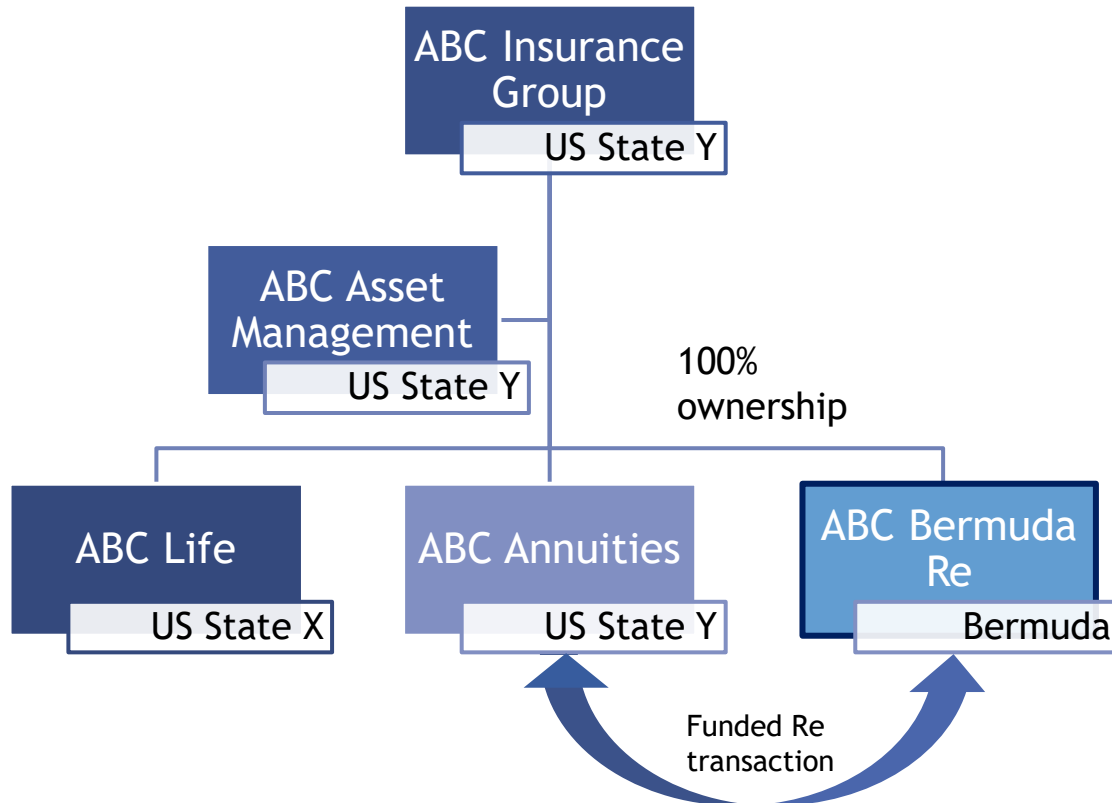 ABC Insurance
Group
US State Y
ABC Asset
Management
US State Y
100%
ownership
ABC Life
US State X
ABC Annuities
US State Y
ABC Bermuda
Re
Bermuda
Funded Re
transaction